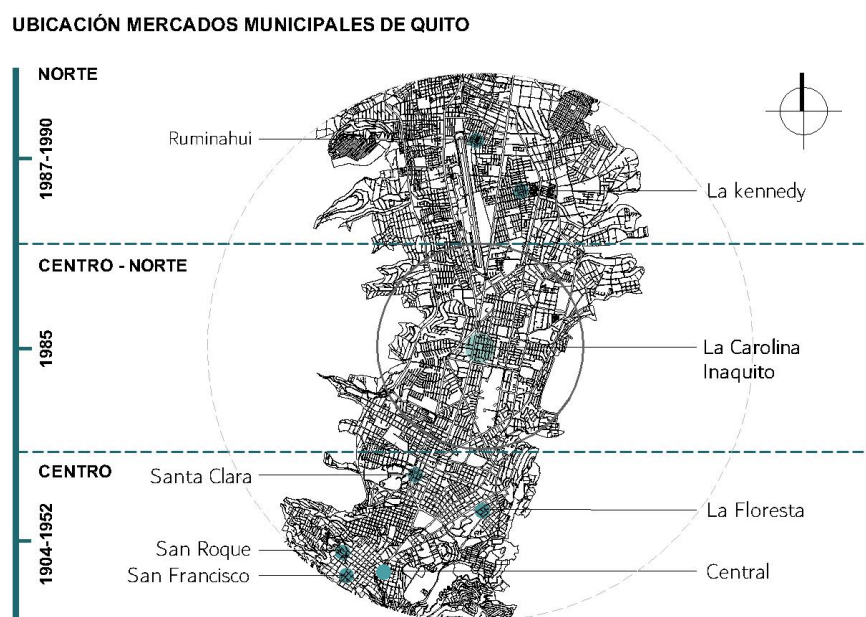 UBICACIÓN MERCADOS MUNICIPALES DE QUITO
NORTE
1987-1990
Ruminahui
La kennedy
CENTRO - NORTE
1985
La Carolina
Inaquito
CENTRO
1904-1952
Santa Clara
La Floresta
San Roque
San Francisco
Central